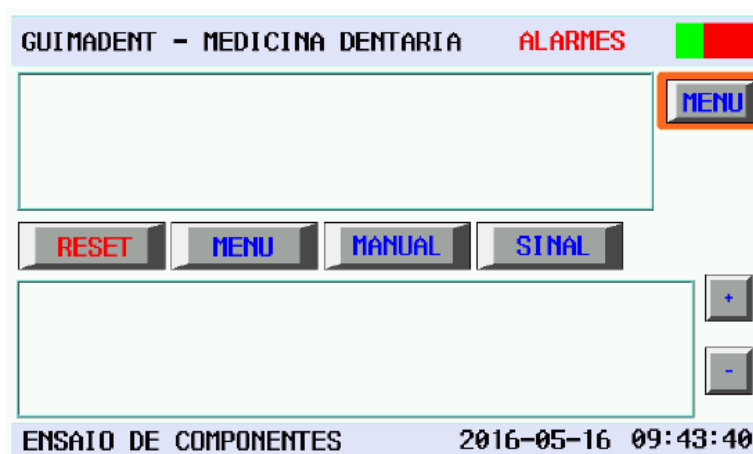 GUIMADENT - MEDICINA DENTARIA ALARMES
MENU
RESET MENU MANUAL SINAL
+
-
ENSAIO DE COMPONENTES 2016-05-16 09:43:40